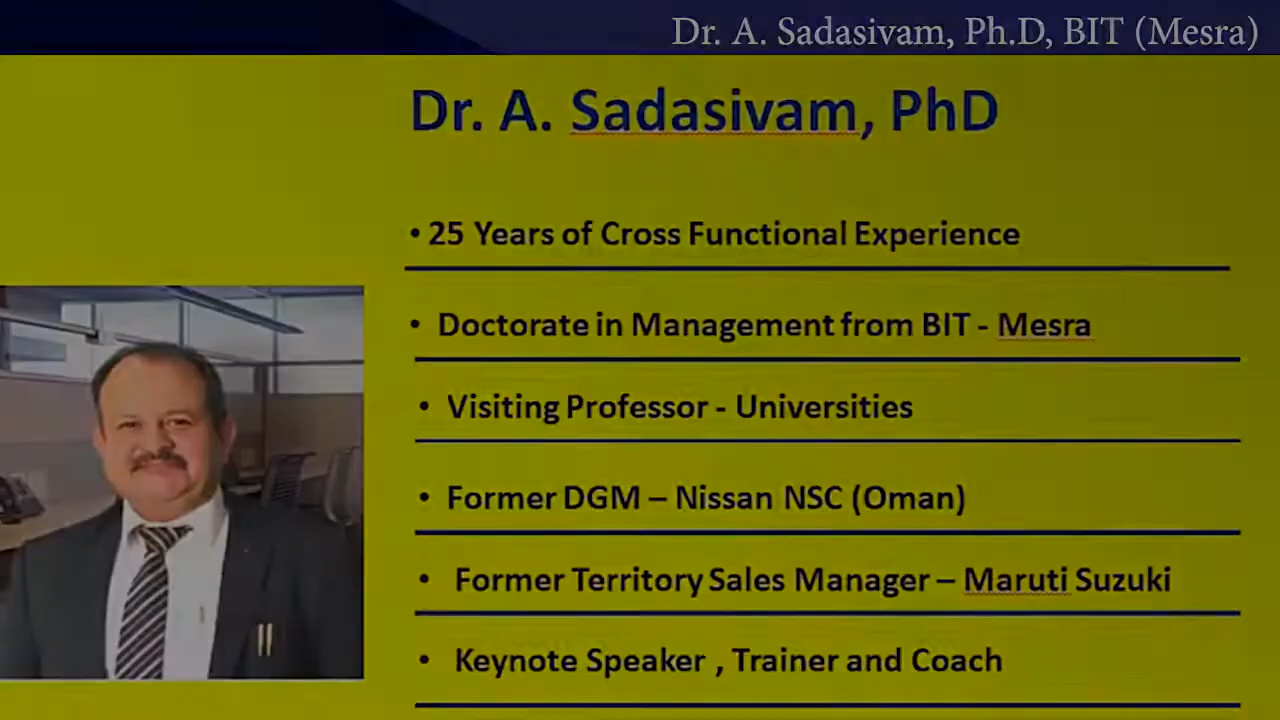 Dr. A. Sadasivam, Ph.D, BIT (Mesra)
Dr. A. Sadasivam, PhD
• 25 Years of Cross Functional Experience
• Doctorate in Management from BIT - Mesra
• Visiting Professor - Universities
• Former DGM – Nissan NSC (Oman)
• Former Territory Sales Manager – Maruti Suzuki
• Keynote Speaker , Trainer and Coach